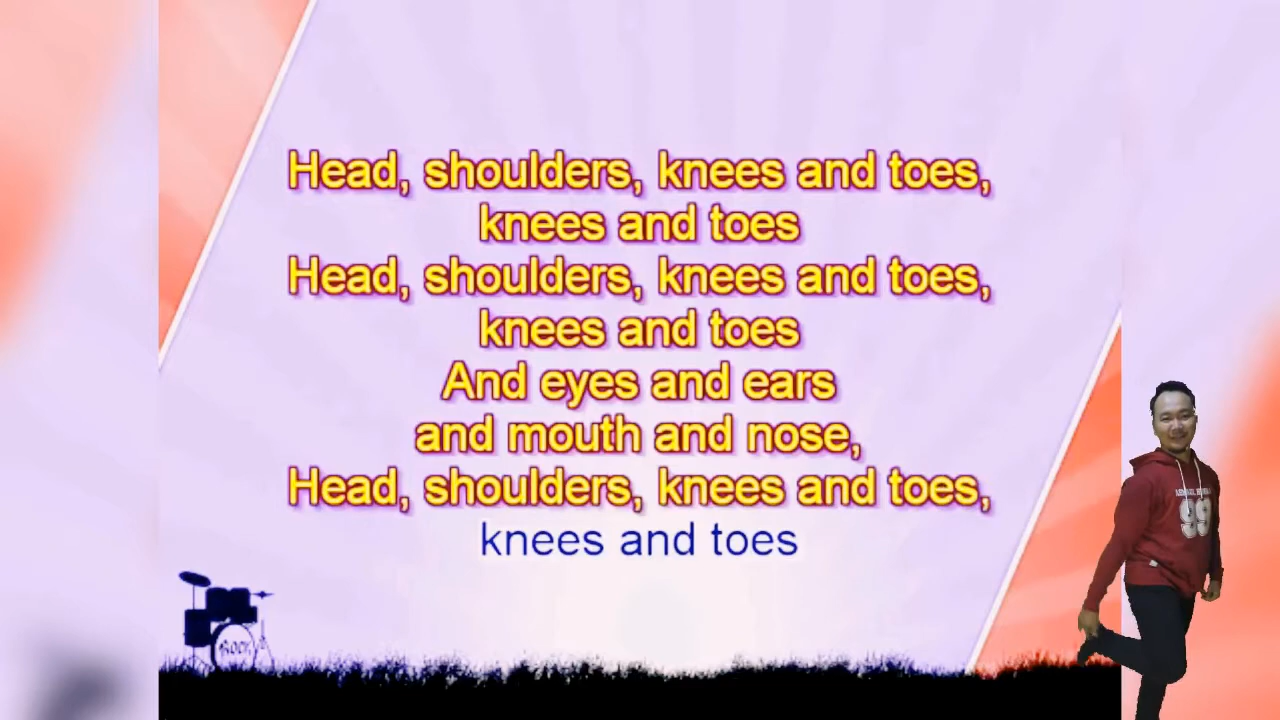 Head, shoulders, knees and toes,
knees and toes
Head, shoulders, knees and toes,
knees and toes
And eyes and ears
and mouth and nose,
Head, shoulders, knees and toes,
knees and toes
ROCK
99